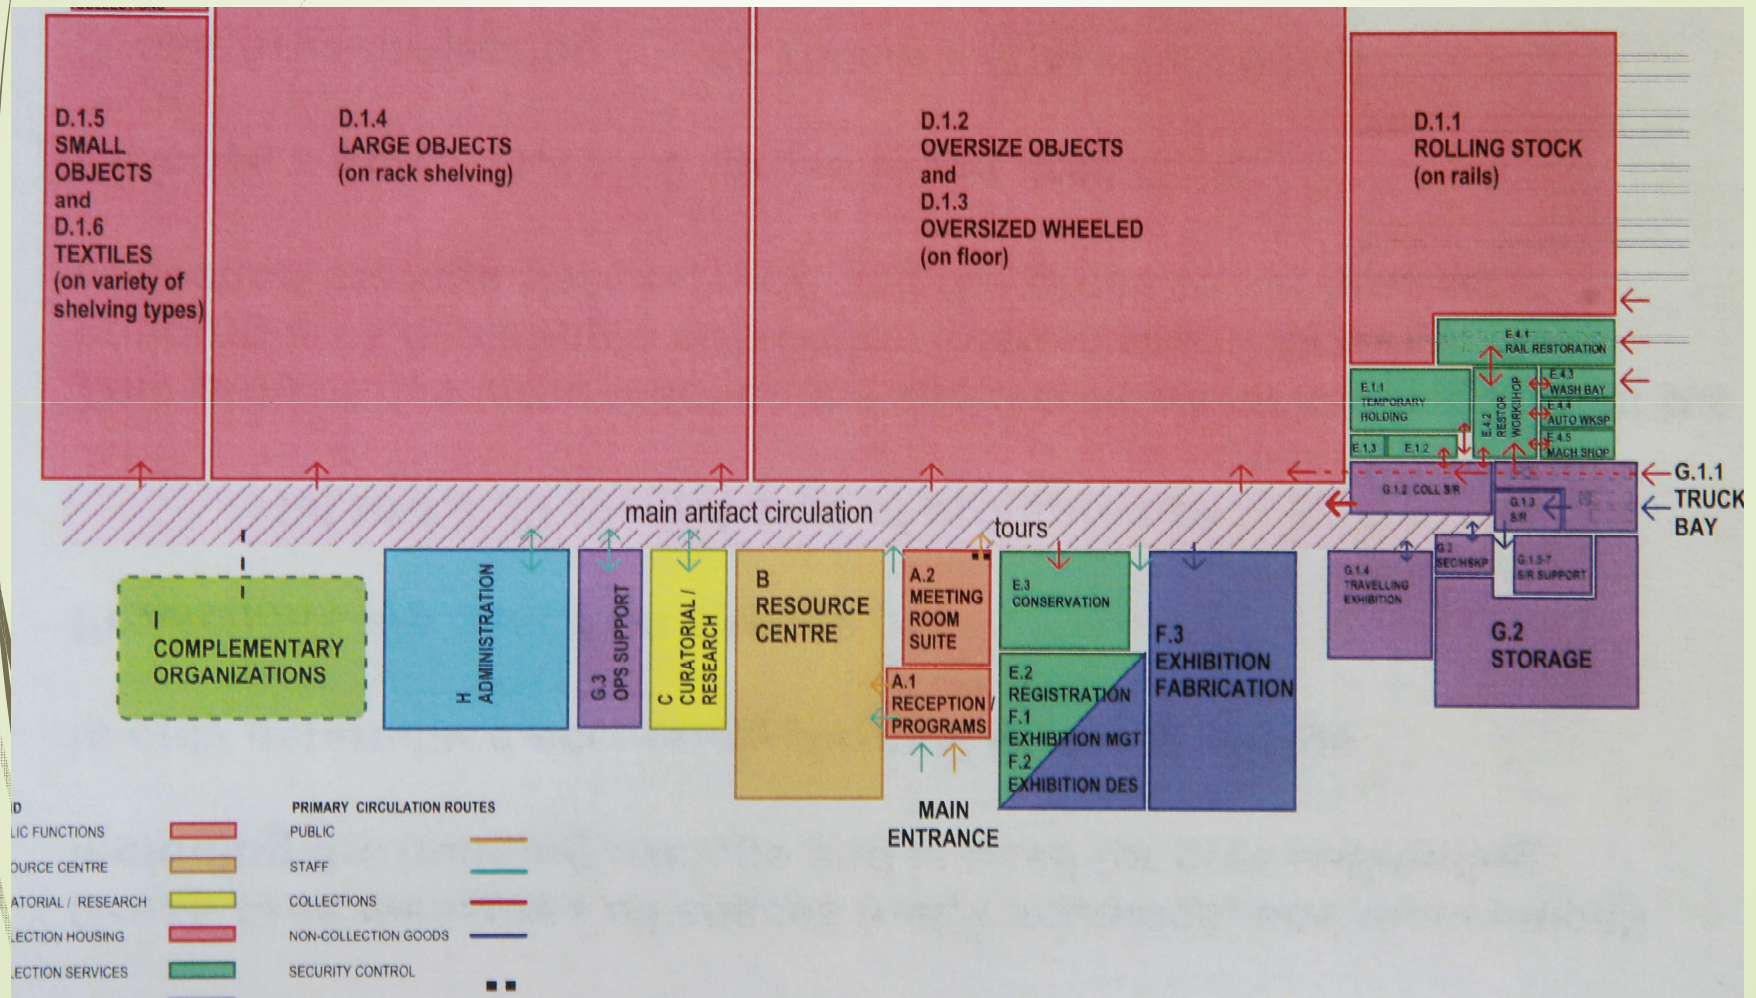 D.1.5
SMALL
OBJECTS
and
D.1.6
TEXTILES
(on variety of
shelving types)
D.1.4
LARGE OBJECTS
(on rack shelving)
D.1.2
OVERSIZE OBJECTS
and
D.1.3
OVERSIZED WHEELED
(on floor)
D.1.1
ROLLING STOCK
(on rails)
E.4.1
RAIL RESTORATION
E.1.1
TEMPORARY
HOLDING
E.4.2
RESTOR
WORKSHOP
E.4.3
WASH BAY
E.4.4
AUTO WKSP
E.4.5
MACH SHOP
E.1.3
E.1.2
G.1.2 COLL S/R
G.1.3
S/R
G.1.1
TRUCK
BAY
main artifact circulation
tours
I
COMPLEMENTARY
ORGANIZATIONS
H
ADMINISTRATION
G.3
OPS SUPPORT
C
CURATORIAL /
RESEARCH
B
RESOURCE
CENTRE
A.2
MEETING
ROOM
SUITE
A.1
RECEPTION /
PROGRAMS
E.3
CONSERVATION
E.2
REGISTRATION
F.1
EXHIBITION MGT
F.2
EXHIBITION DES
F.3
EXHIBITION
FABRICATION
G.1.4
TRAVELLING
EXHIBITION
SEC/HSKP
G.1.5-7
S/R SUPPORT
G.2
STORAGE
MAIN
ENTRANCE
D
LIC FUNCTIONS
OURCE CENTRE
ATORIAL / RESEARCH
LECTION HOUSING
ECTION SERVICES
PRIMARY CIRCULATION ROUTES
PUBLIC
STAFF
COLLECTIONS
NON-COLLECTION GOODS
SECURITY CONTROL